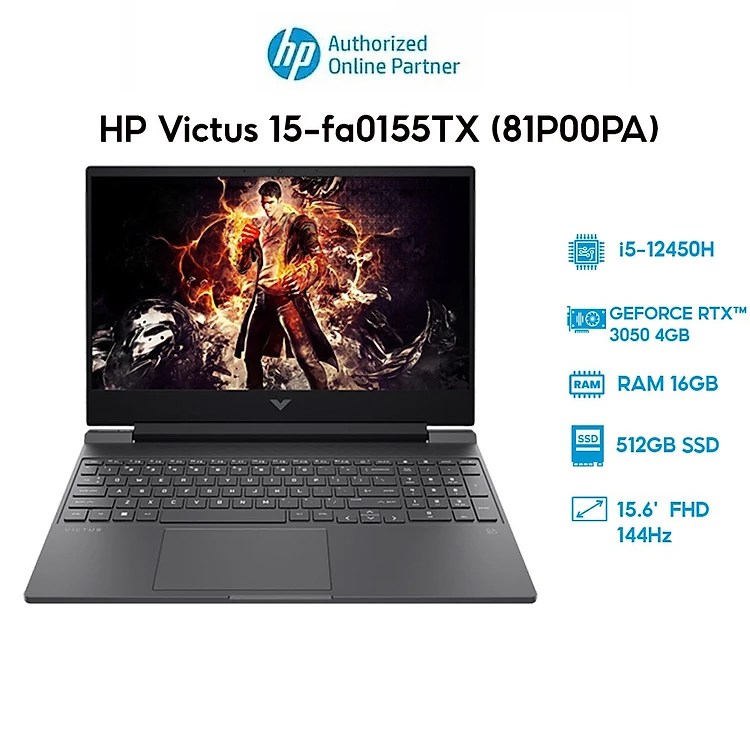 hp Authorized
Online Partner
HP Victus 15-fa0155TX (81P00PA)
i5-12450H
GEFORCE RTX™
3050 4GB
RAM
RAM 16GB
SSD
512GB SSD
15.6' FHD
144Hz
VICTUS